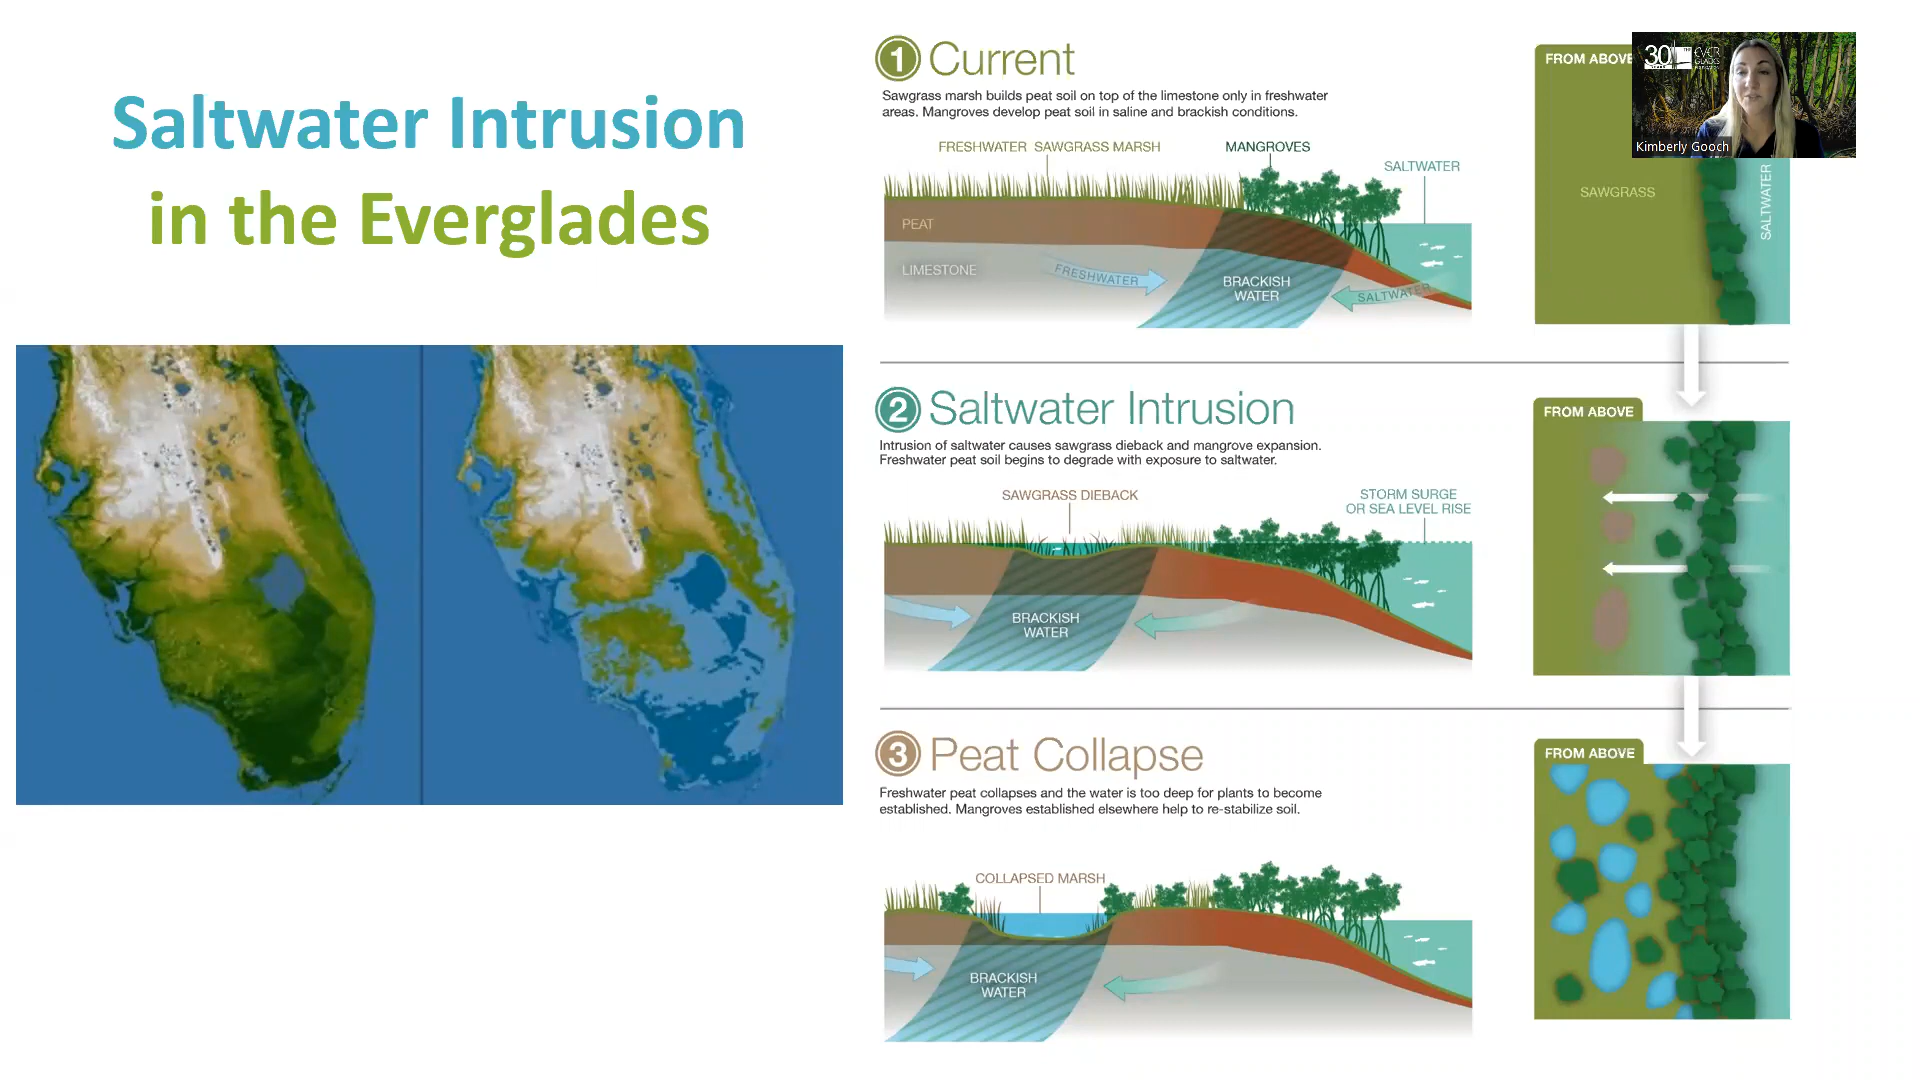 Saltwater Intrusion
in the Everglades
1 Current
Sawgrass marsh builds peat soil on top of the limestone only in freshwater
areas. Mangroves develop peat soil in saline and brackish conditions.
FRESHWATER SAWGRASS MARSH
MANGROVES
SALTWATER
PEAT
LIMESTONE
FRESHWATER
BRACKISH
WATER
SALTWATER
FROM ABOVE
SAWGRASS
SALTWATER
30
EVER
GLADES
Kimberly Gooch
2 Saltwater Intrusion
Intrusion of saltwater causes sawgrass dieback and mangrove expansion.
Freshwater peat soil begins to degrade with exposure to saltwater.
SAWGRASS DIEBACK
STORM SURGE
OR SEA LEVEL RISE
BRACKISH
WATER
FROM ABOVE
3 Peat Collapse
Freshwater peat collapses and the water is too deep for plants to become
established. Mangroves established elsewhere help to re-stabilize soil.
COLLAPSED MARSH
BRACKISH
WATER
FROM ABOVE